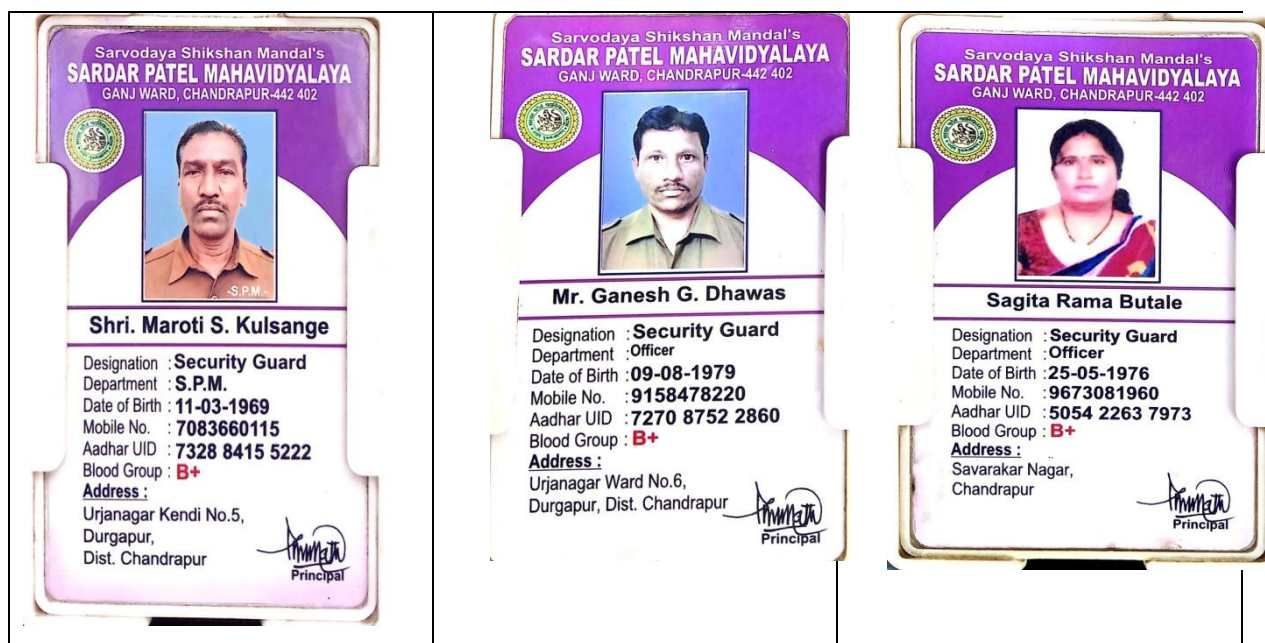 Sarvodaya Shikshan Mandal's
SARDAR PATEL MAHAVIDYALAYA
GANJ WARD, CHANDRAPUR-442 402
-S.P.M.-
Shri. Maroti S. Kulsange
Designation : Security Guard
Department : S.P.M.
Date of Birth : 11-03-1969
Mobile No. : 7083660115
Aadhar UID : 7328 8415 5222
Blood Group : B+
Address :
Urjanagar Kendi No.5,
Durgapur,
Dist. Chandrapur
Principal
Sarvodaya Shikshan Mandal's
SARDAR PATEL MAHAVIDYALAYA
GANJ WARD, CHANDRAPUR-442 402
Mr. Ganesh G. Dhawas
Designation : Security Guard
Department : Officer
Date of Birth : 09-08-1979
Mobile No. : 9158478220
Aadhar UID : 7270 8752 2860
Blood Group : B+
Address :
Urjanagar Ward No.6,
Durgapur, Dist. Chandrapur
Principal
Sarvodaya Shikshan Mandal's
SARDAR PATEL MAHAVIDYALAYA
GANJ WARD, CHANDRAPUR-442 402
Sagita Rama Butale
Designation : Security Guard
Department : Officer
Date of Birth : 25-05-1976
Mobile No. : 9673081960
Aadhar UID : 5054 2263 7973
Blood Group : B+
Address :
Savarakar Nagar,
Chandrapur
Principal